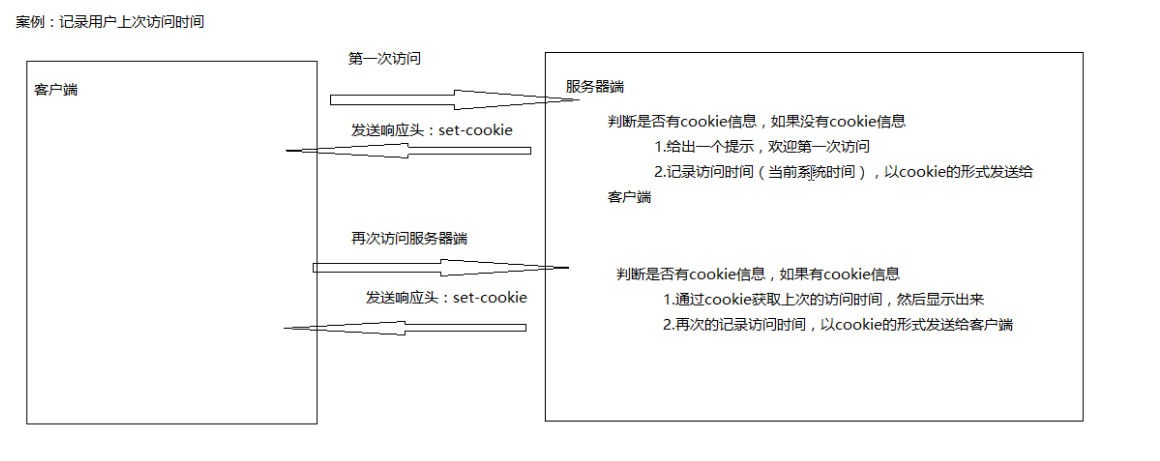 案例：记录用户上次访问时间
第一次访问
客户端
服务器端
判断是否有cookie信息，如果没有cookie信息
发送响应头：set-cookie
1.给出一个提示，欢迎第一次访问
2.记录访问时间（当前系统时间），以cookie的形式发送给
客户端
再次访问服务器端
判断是否有cookie信息，如果有cookie信息
发送响应头：set-cookie
1.通过cookie获取上次的访问时间，然后显示出来
2.再次的记录访问时间，以cookie的形式发送给客户端